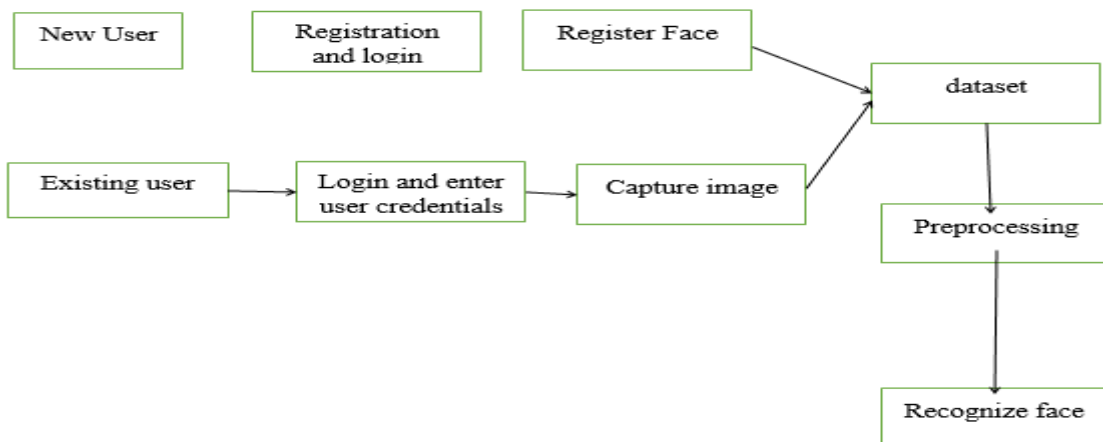 New User
Registration
and login
Register Face
dataset
Existing user
Login and enter
user credentials
Capture image
Preprocessing
Recognize face